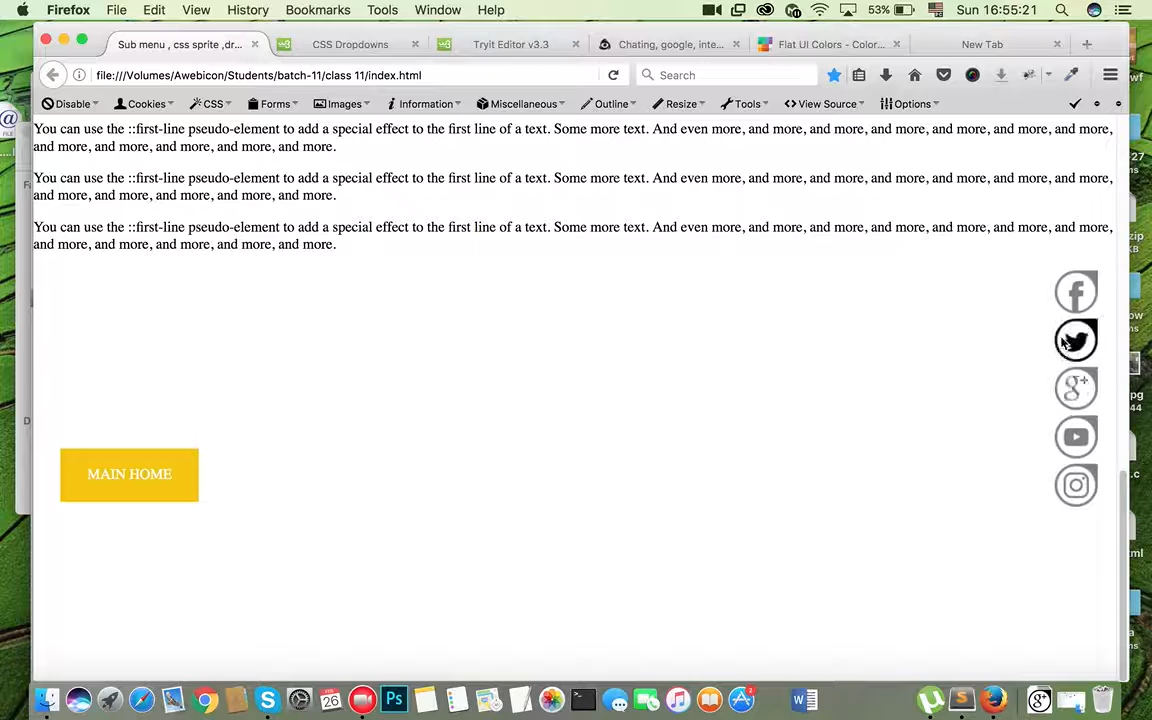 Firefox File Edit View History Bookmarks Tools Window Help 53% Sun 16:55:21
Sub menu , css sprite ,dr... × CSS Dropdowns × Tryit Editor v3.3 × Chating, google, inte... × Flat UI Colors - Color... × New Tab × +
file:///Volumes/Awebicon/Students/batch-11/class 11/index.html Search
Disable Cookies CSS Forms Images Information Miscellaneous Outline Resize Tools View Source Options
You can use the ::first-line pseudo-element to add a special effect to the first line of a text. Some more text. And even more, and more, and more, and more, and more, and more, and more,
and more, and more, and more, and more, and more.
You can use the ::first-line pseudo-element to add a special effect to the first line of a text. Some more text. And even more, and more, and more, and more, and more, and more, and more,
and more, and more, and more, and more, and more.
You can use the ::first-line pseudo-element to add a special effect to the first line of a text. Some more text. And even more, and more, and more, and more, and more, and more, and more,
and more, and more, and more, and more, and more.
MAIN HOME